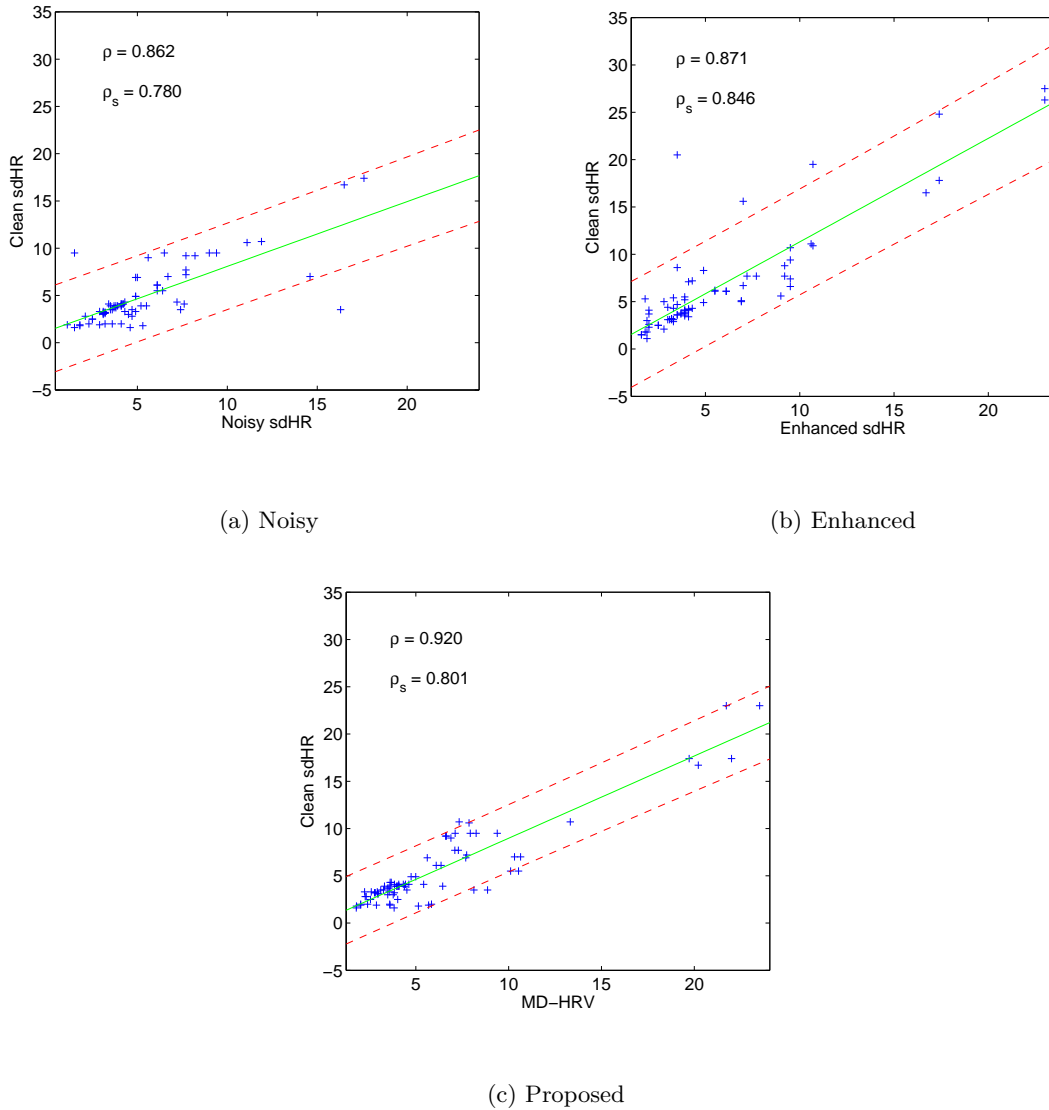 35
30
25
20
15
10
5
0
−5
Clean sdHR
ρ = 0.862
ρs = 0.780
5 10 15 20
Noisy sdHR
(a) Noisy
35
30
25
20
15
10
5
0
−5
Clean sdHR
ρ = 0.871
ρs = 0.846
5 10 15 20
Enhanced sdHR
(b) Enhanced
35
30
25
20
15
10
5
0
−5
Clean sdHR
ρ = 0.920
ρs = 0.801
5 10 15 20
MD−HRV
(c) Proposed